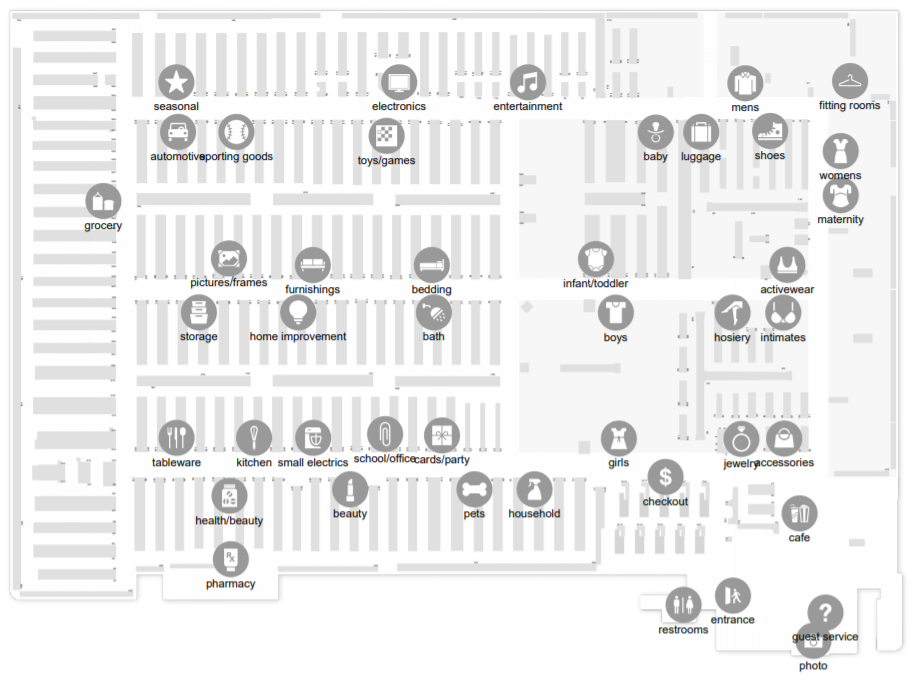 seasonal
electronics
entertainment
mens
fitting rooms
automotive
sporting goods
toys/games
baby
luggage
shoes
womens
grocery
maternity
pictures/frames
furnishings
bedding
infant/toddler
activewear
storage
home improvement
bath
boys
hosiery
intimates
tableware
kitchen
small electrics
school/office
cards/party
girls
jewelry
accessories
$
checkout
health/beauty
beauty
pets
household
cafe
Rx
pharmacy
restrooms
entrance
?
guest service
photo